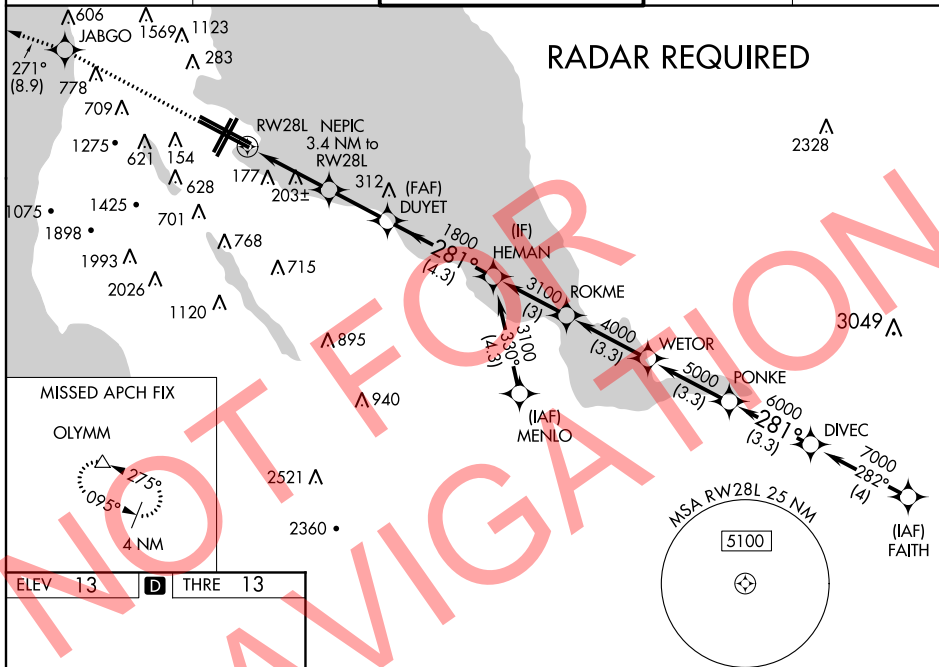 RADAR REQUIRED
606
JABGO
1569
1123
283
271°
(8.9)
778
709
1275
621
154
628
RW28L
NEPIC
3.4 NM to
RW28L
177
203±
312
(FAF)
DUYET
2328
1075
1425
701
1898
768
1993
715
2026
1120
1800
281°
(4.3)
(IF)
HEMAN
3100
(3)
ROKME
4000
(3.3)
WETOR
3049
5000
(3.3)
PONKE
6000
281°
(3.3)
DIVEC
7000
282°
(4)
(IAF)
FAITH
3100
330°
(4.3)
(IAF)
MENLO
895
940
2521
2360
MISSED APCH FIX
OLYMM
275°
095°
4 NM
MSA RW28L 25 NM
5100
ELEV 13
D
THRE 13
NOT FOR
NAVIGATION